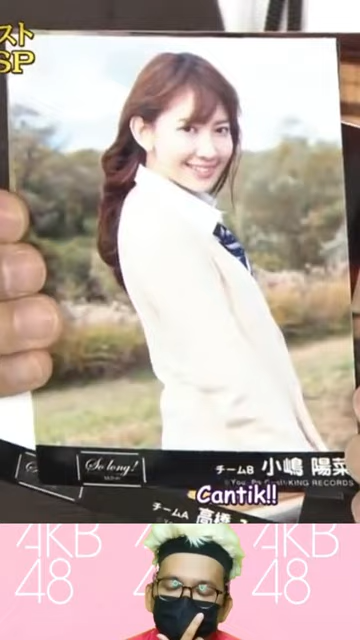 スト
SP
So long!
チームB 小嶋 陽菜
KING RECORDS
チームA 高橋
Cantik!!
AKB
48
AKB
48